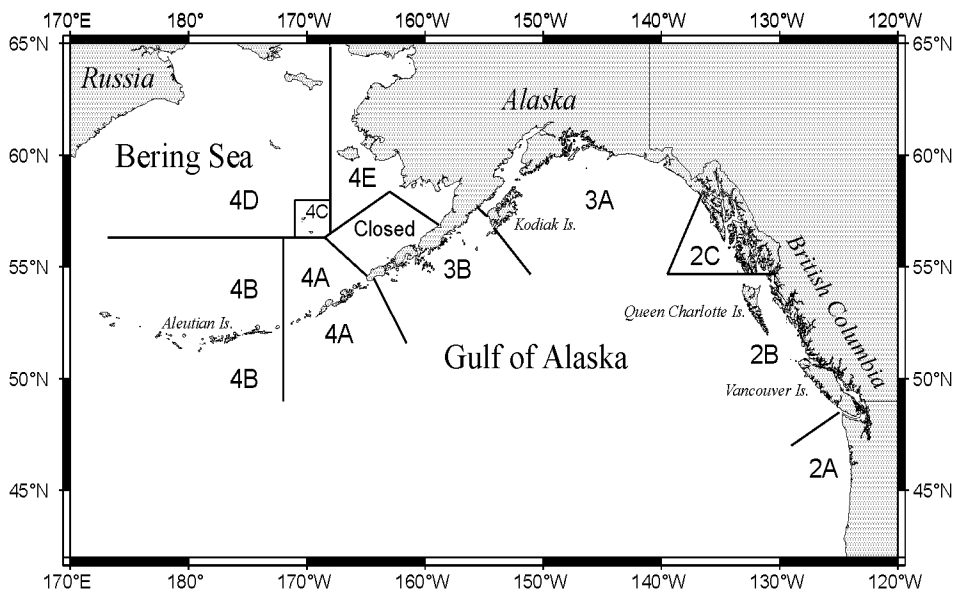 170°E 180° 170°W 160°W 150°W 140°W 130°W 120°W
65°N 65°N
Russia
Alaska
Bering Sea
60°N 60°N
4E
4D
3A
4C
Closed
Kodiak Is.
British Columbia
2C
55°N 55°N
3B
4A
4B
Queen Charlotte Is.
Aleutian Is.
4A
2B
Gulf of Alaska
50°N 50°N
4B
Vancouver Is.
2A
45°N 45°N
170°E 180° 170°W 160°W 150°W 140°W 130°W 120°W